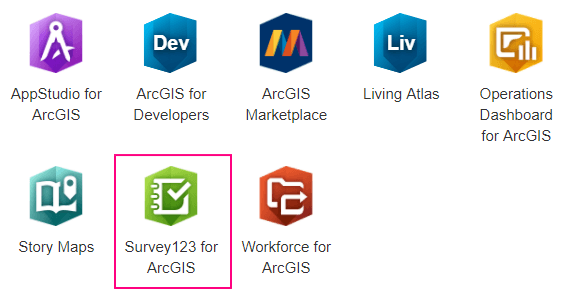 Dev
Liv
AppStudio for
ArcGIS
ArcGIS for
Developers
ArcGIS
Marketplace
Living Atlas
Operations
Dashboard
for ArcGIS
Story Maps
Survey123 for
ArcGIS
Workforce for
ArcGIS